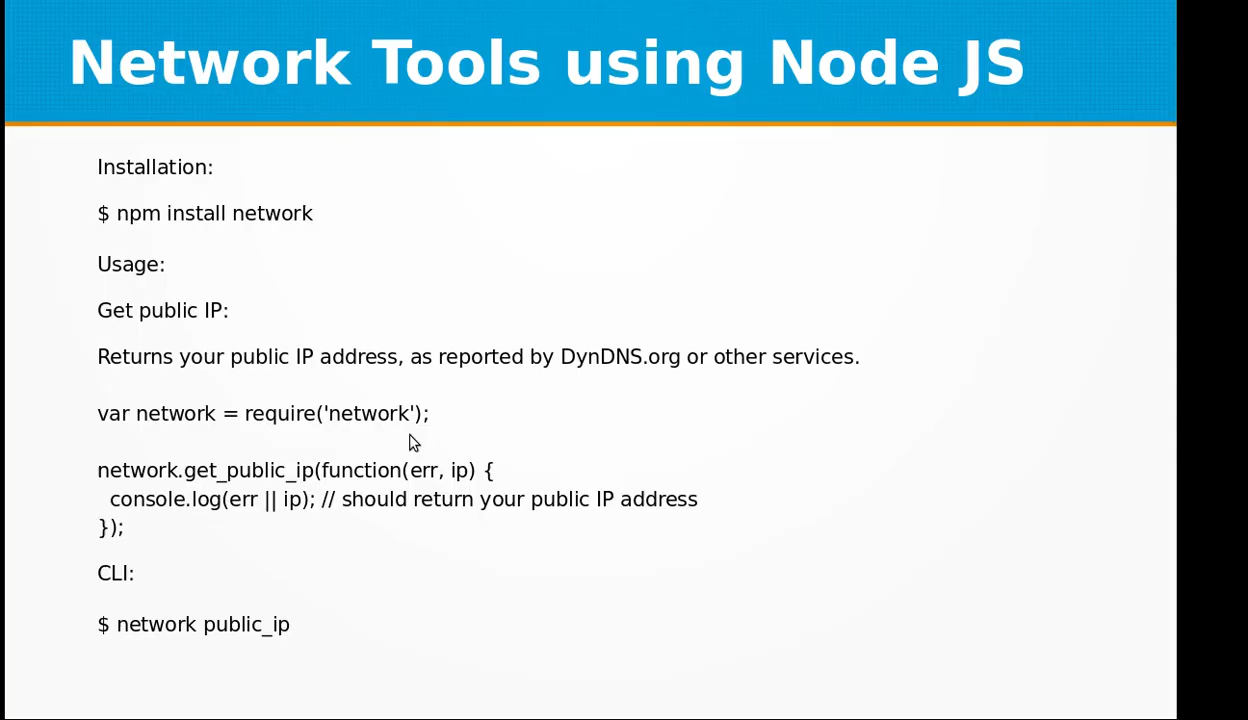 Network Tools using Node JS
Installation:
$ npm install network
Usage:
Get public IP:
Returns your public IP address, as reported by DynDNS.org or other services.
var network = require('network');
network.get_public_ip(function(err, ip) {
  console.log(err || ip); // should return your public IP address
});
CLI:
$ network public_ip